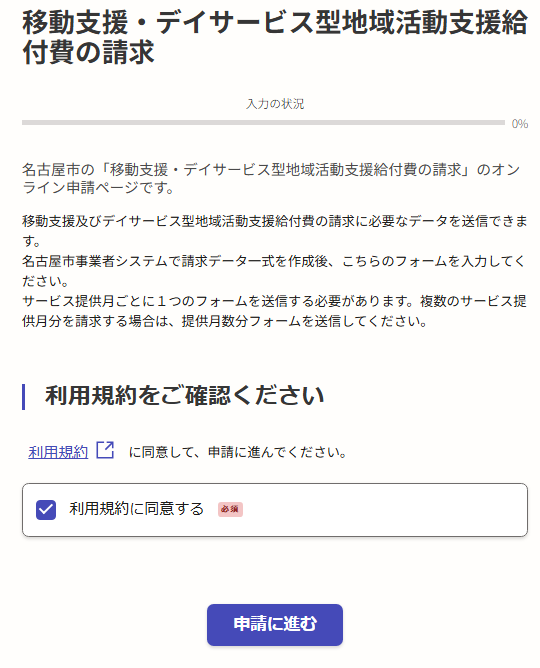 移動支援・デイサービス型地域活動支援給
付費の請求
入力の状況
0%
名古屋市の「移動支援・デイサービス型地域活動支援給付費の請求」のオン
ライン申請ページです。
移動支援及びデイサービス型地域活動支援給付費の請求に必要なデータを送信できま
す。
名古屋市事業者システムで請求データ一式を作成後、こちらのフォームを入力してく
ださい。
サービス提供月ごとに１つのフォームを送信する必要があります。複数のサービス提
供月分を請求する場合は、提供月数分フォームを送信してください。
利用規約をご確認ください
利用規約 に同意して、申請に進んでください。
利用規約に同意する 必須
申請に進む